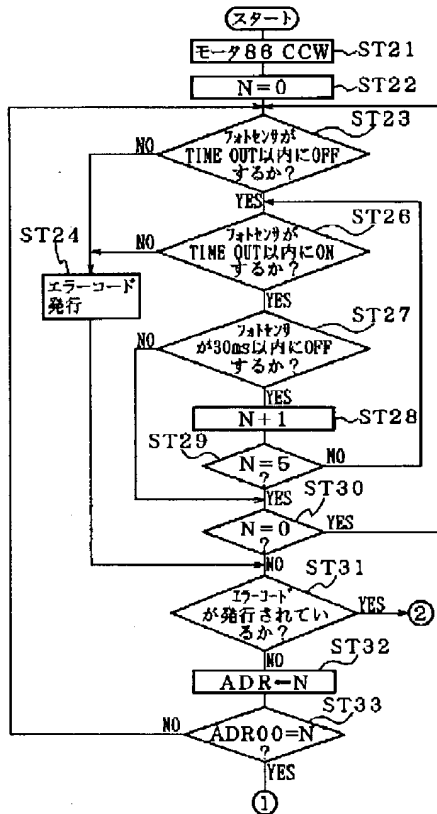 スタート
モータ86 CCW
ST21
N=0
ST22
ST23
フォトセンサが
TIME OUT以内にOFF
するか?
NO
YES
ST24
エラーコード
発行
ST26
フォトセンサが
TIME OUT以内にON
するか?
NO
YES
ST27
フォトセンサ
が30ms以内にOFF
するか?
NO
YES
N+1
ST28
ST29
N=5
?
NO
YES
ST30
N=0
?
YES
NO
ST31
エラーコード
が発行されてい
るか?
YES
②
NO
ST32
ADR←N
ST33
ADR00=N
?
NO
YES
①